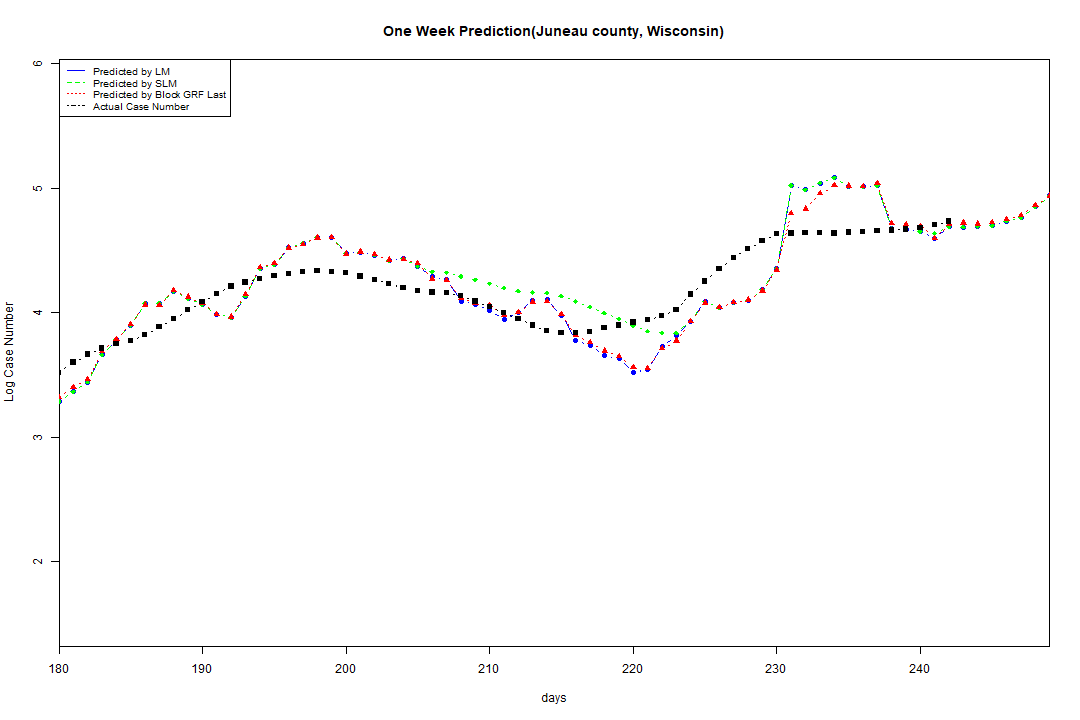 One Week Prediction(Juneau county, Wisconsin)
Predicted by LM
Predicted by SLM
Predicted by Block GRF Last
Actual Case Number
6
5
4
3
2
Log Case Number
180 190 200 210 220 230 240
days